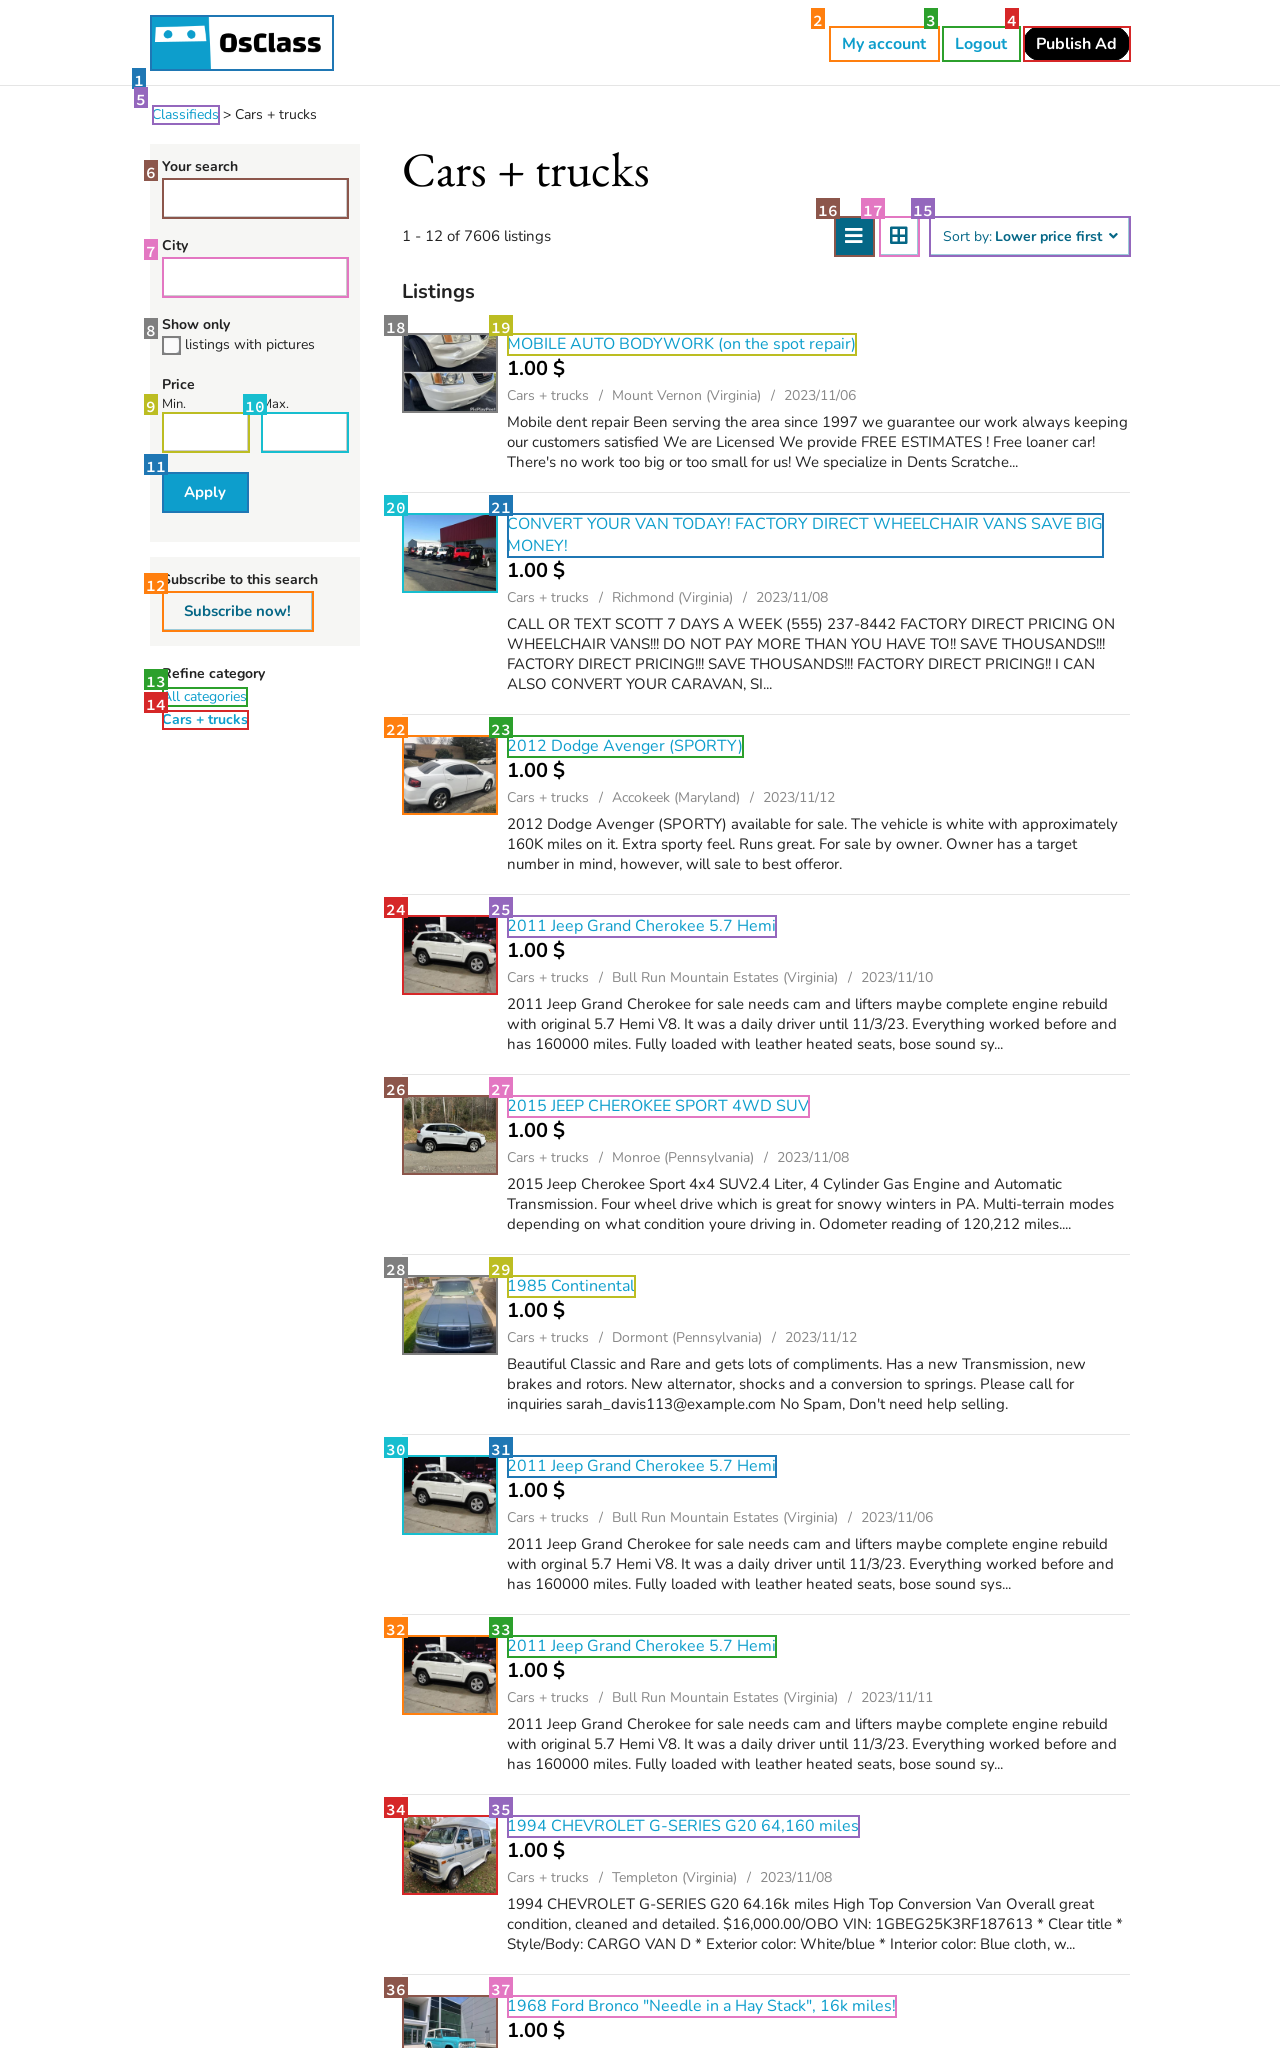 OsClass
2
3
4
My account
Logout
Publish Ad
1
5
Classifieds > Cars + trucks
6
Your search
7
City
8
Show only
listings with pictures
Price
9
Min.
10
Max.
11
Apply
12
Subscribe to this search
Subscribe now!
Refine category
13
All categories
14
Cars + trucks
Cars + trucks
1 - 12 of 7606 listings
16
17
15
Sort by: Lower price first
Listings
18
19
MOBILE AUTO BODYWORK (on the spot repair)
1.00 $
Cars + trucks / Mount Vernon (Virginia) / 2023/11/06
Mobile dent repair Been serving the area since 1997 we guarantee our work always keeping
our customers satisfied We are Licensed We provide FREE ESTIMATES ! Free loaner car!
There's no work too big or too small for us! We specialize in Dents Scratche...
20
21
CONVERT YOUR VAN TODAY! FACTORY DIRECT WHEELCHAIR VANS SAVE BIG
MONEY!
1.00 $
Cars + trucks / Richmond (Virginia) / 2023/11/08
CALL OR TEXT SCOTT 7 DAYS A WEEK (555) 237-8442 FACTORY DIRECT PRICING ON
WHEELCHAIR VANS!!! DO NOT PAY MORE THAN YOU HAVE TO!! SAVE THOUSANDS!!!
FACTORY DIRECT PRICING!!! SAVE THOUSANDS!!! FACTORY DIRECT PRICING!! I CAN
ALSO CONVERT YOUR CARAVAN, SI...
22
23
2012 Dodge Avenger (SPORTY)
1.00 $
Cars + trucks / Accokeek (Maryland) / 2023/11/12
2012 Dodge Avenger (SPORTY) available for sale. The vehicle is white with approximately
160K miles on it. Extra sporty feel. Runs great. For sale by owner. Owner has a target
number in mind, however, will sale to best offeror.
24
25
2011 Jeep Grand Cherokee 5.7 Hemi
1.00 $
Cars + trucks / Bull Run Mountain Estates (Virginia) / 2023/11/10
2011 Jeep Grand Cherokee for sale needs cam and lifters maybe complete engine rebuild
with original 5.7 Hemi V8. It was a daily driver until 11/3/23. Everything worked before and
has 160000 miles. Fully loaded with leather heated seats, bose sound sy...
26
27
2015 JEEP CHEROKEE SPORT 4WD SUV
1.00 $
Cars + trucks / Monroe (Pennsylvania) / 2023/11/08
2015 Jeep Cherokee Sport 4x4 SUV2.4 Liter, 4 Cylinder Gas Engine and Automatic
Transmission. Four wheel drive which is great for snowy winters in PA. Multi-terrain modes
depending on what condition youre driving in. Odometer reading of 120,212 miles....
28
29
1985 Continental
1.00 $
Cars + trucks / Dormont (Pennsylvania) / 2023/11/12
Beautiful Classic and Rare and gets lots of compliments. Has a new Transmission, new
brakes and rotors. New alternator, shocks and a conversion to springs. Please call for
inquiries sarah_davis113@example.com No Spam, Don't need help selling.
30
31
2011 Jeep Grand Cherokee 5.7 Hemi
1.00 $
Cars + trucks / Bull Run Mountain Estates (Virginia) / 2023/11/06
2011 Jeep Grand Cherokee for sale needs cam and lifters maybe complete engine rebuild
with orginal 5.7 Hemi V8. It was a daily driver until 11/3/23. Everything worked before and
has 160000 miles. Fully loaded with leather heated seats, bose sound sys...
32
33
2011 Jeep Grand Cherokee 5.7 Hemi
1.00 $
Cars + trucks / Bull Run Mountain Estates (Virginia) / 2023/11/11
2011 Jeep Grand Cherokee for sale needs cam and lifters maybe complete engine rebuild
with original 5.7 Hemi V8. It was a daily driver until 11/3/23. Everything worked before and
has 160000 miles. Fully loaded with leather heated seats, bose sound sy...
34
35
1994 CHEVROLET G-SERIES G20 64,160 miles
1.00 $
Cars + trucks / Templeton (Virginia) / 2023/11/08
1994 CHEVROLET G-SERIES G20 64.16k miles High Top Conversion Van Overall great
condition, cleaned and detailed. $16,000.00/OBO VIN: 1GBEG25K3RF187613 * Clear title *
Style/Body: CARGO VAN D * Exterior color: White/blue * Interior color: Blue cloth, w...
36
37
1968 Ford Bronco "Needle in a Hay Stack", 16k miles!
1.00 $